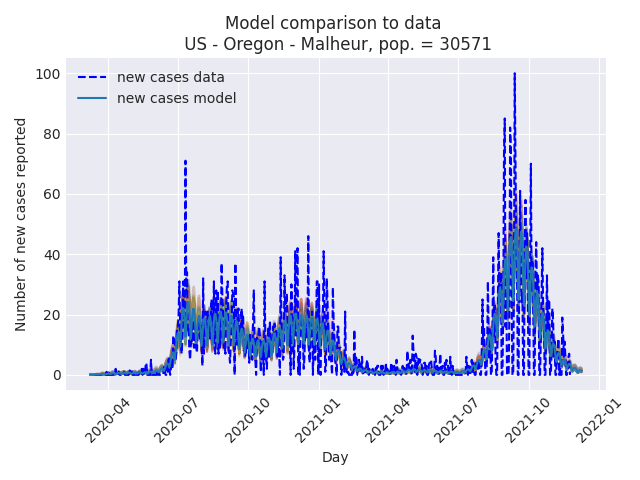 Model comparison to data
US - Oregon - Malheur, pop. = 30571
new cases data
new cases model
Number of new cases reported
100
80
60
40
20
0
2020-04
2020-07
2020-10
2021-01
2021-04
2021-07
2021-10
2022-01
Day